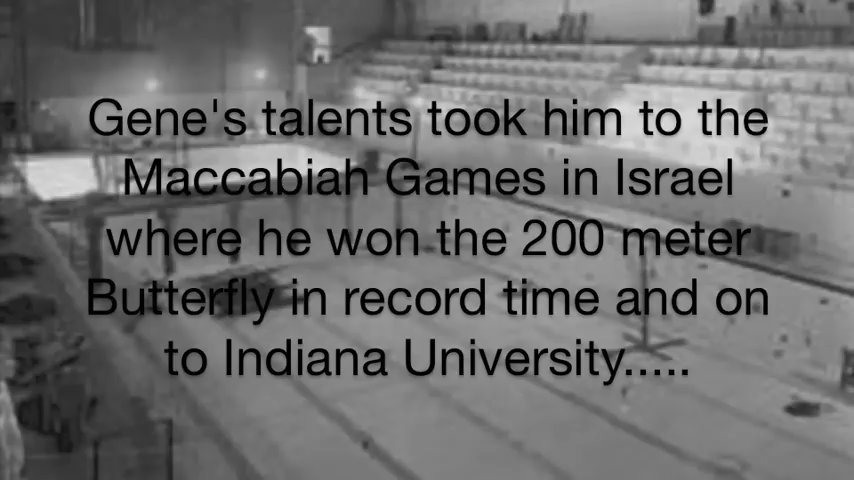 Gene's talents took him to the
Maccabiah Games in Israel
where he won the 200 meter
Butterfly in record time and on
to Indiana University.....